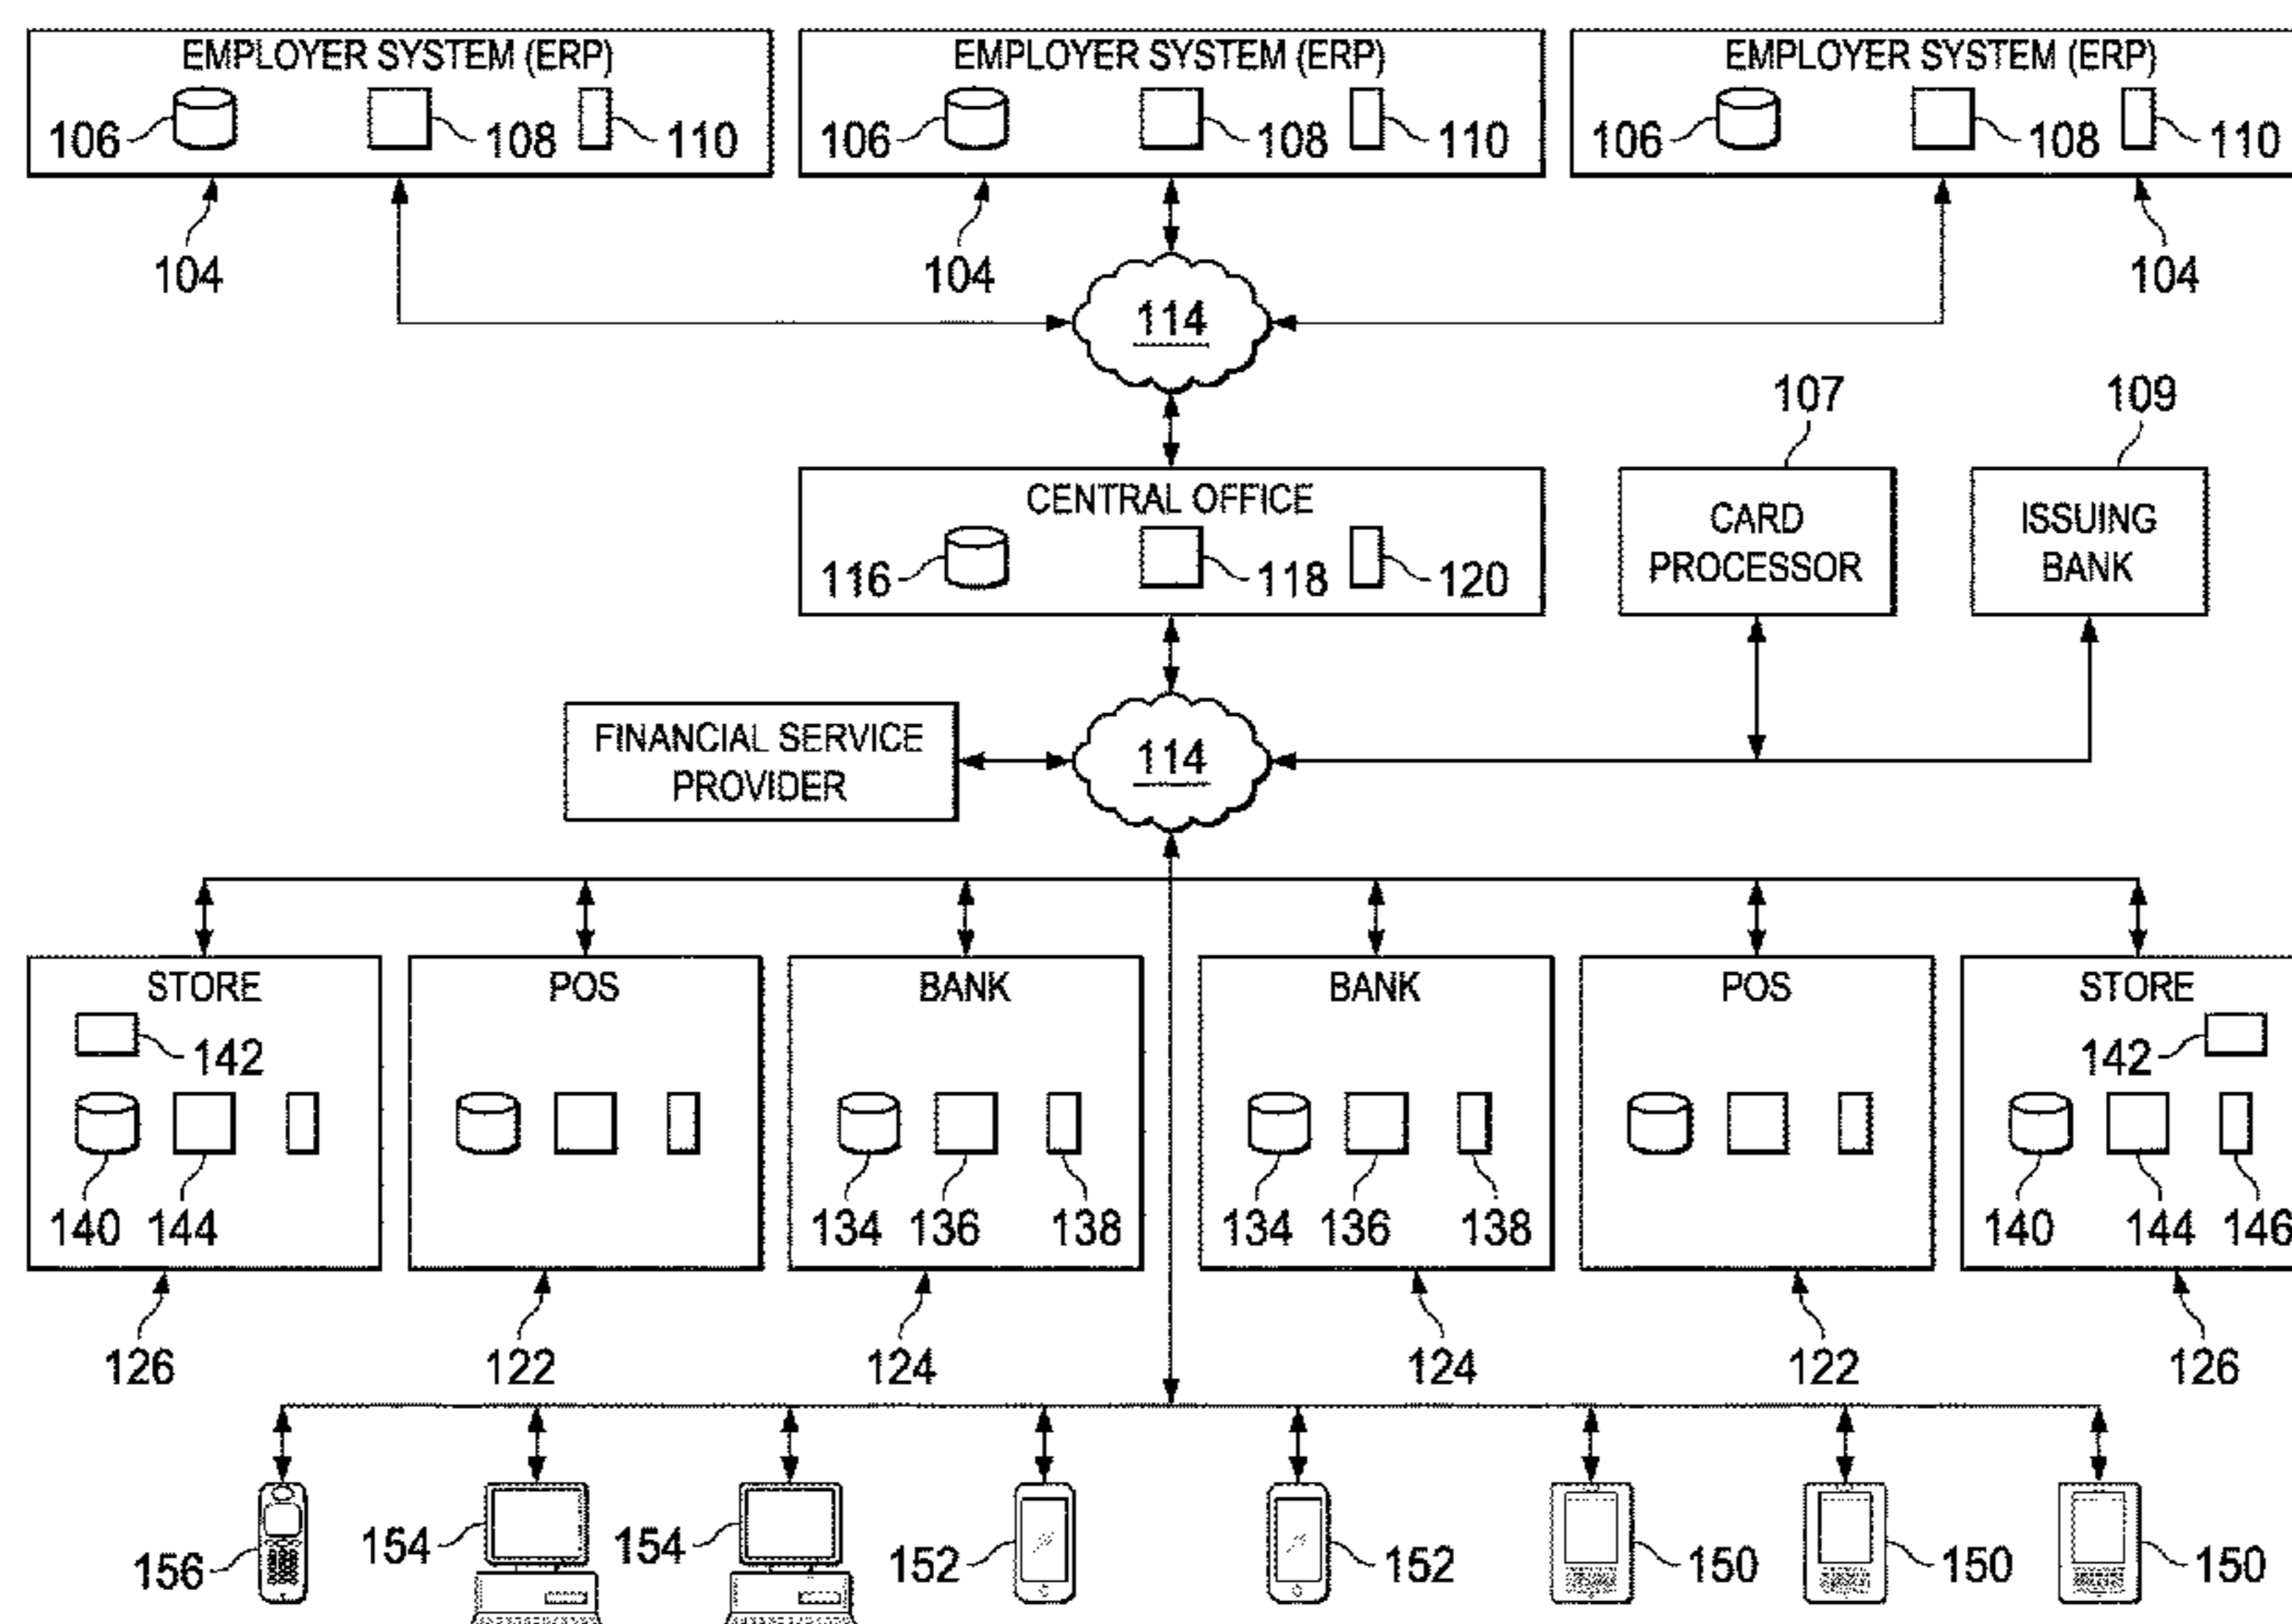 EMPLOYER SYSTEM (ERP)
106
108
110
104
EMPLOYER SYSTEM (ERP)
106
108
110
104
EMPLOYER SYSTEM (ERP)
106
108
110
104
114
107
109
CENTRAL OFFICE
116
118
120
CARD
PROCESSOR
ISSUING
BANK
FINANCIAL SERVICE
PROVIDER
114
STORE
142
140
144
126
POS
122
BANK
134
136
138
124
BANK
134
136
138
124
POS
122
STORE
142
140
144
146
126
156
154
154
152
152
150
150
150